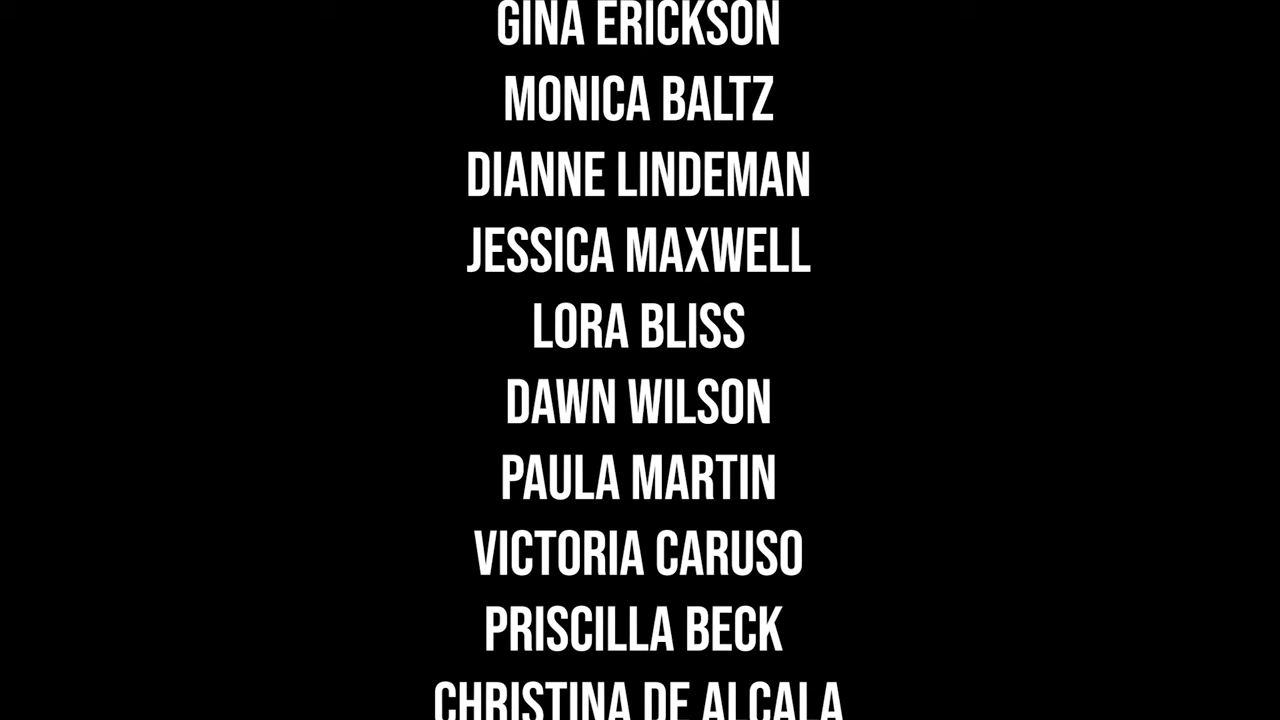 GINA ERICKSON
MONICA BALTZ
DIANNE LINDEMAN
JESSICA MAXWELL
LORA BLISS
DAWN WILSON
PAULA MARTIN
VICTORIA CARUSO
PRISCILLA BECK
CHRISTINA DE ALCALA